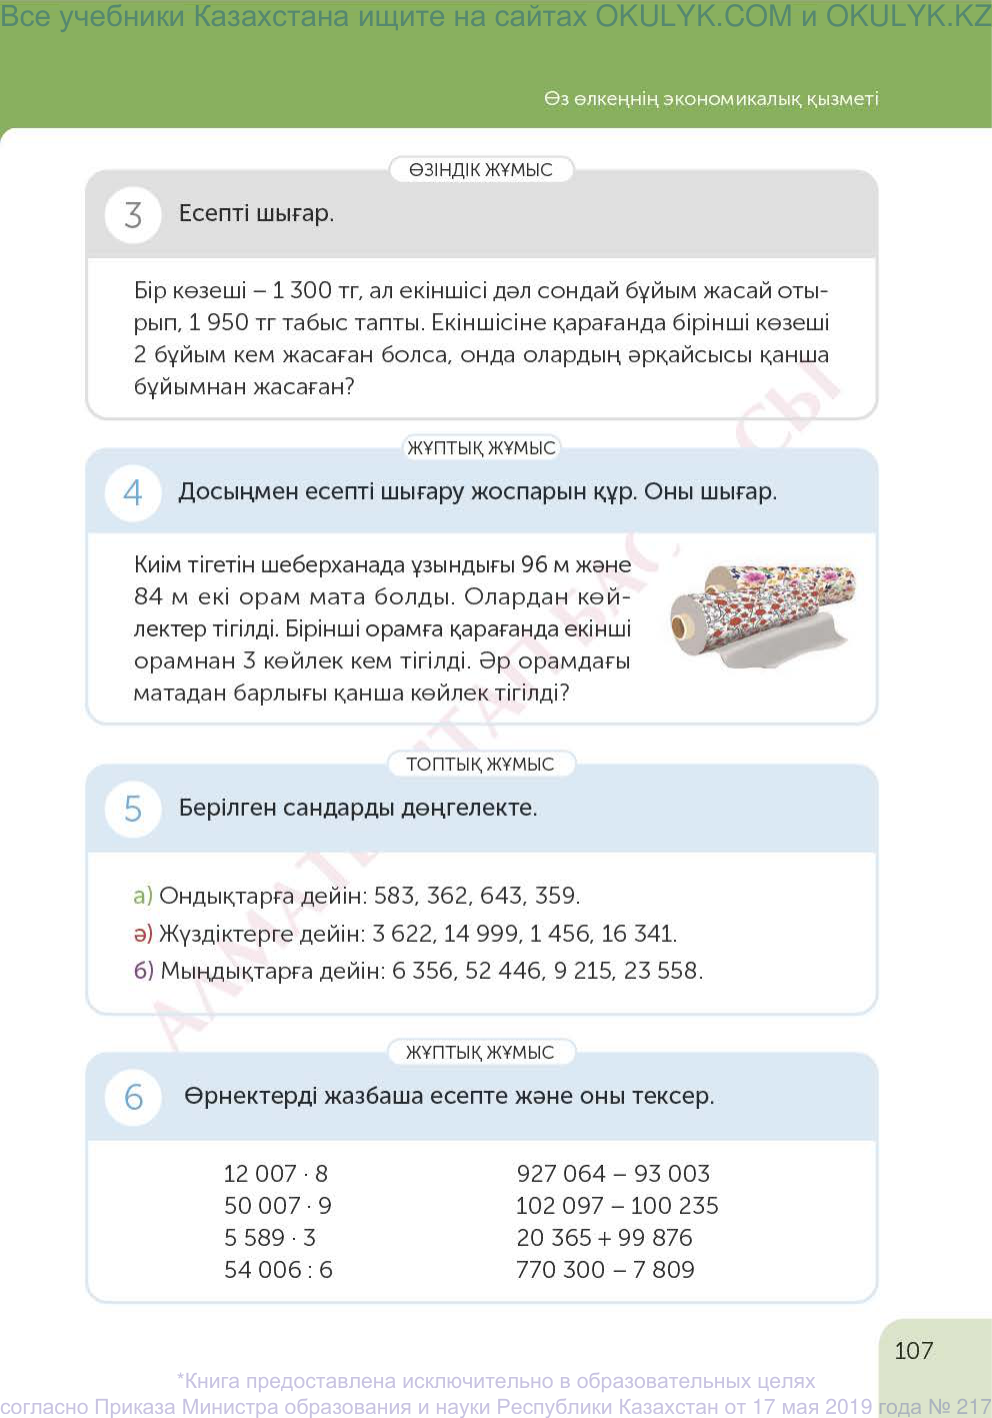 Все учебники Казахстана ищите на сайтах OKULYK.COM и OKULYK.KZ
Өз өлкеңнің экономикалық қызметі
ӨЗІНДІК ЖҰМЫС
3 Есепті шығар.
Бір көзеші – 1 300 тг, ал екіншісі дәл сондай бұйым жасай оты-
рып, 1 950 тг табыс тапты. Екіншісіне қарағанда бірінші көзеші
2 бұйым кем жасаған болса, онда олардың әрқайсысы қанша
бұйымнан жасаған?
ЖҰПТЫҚ ЖҰМЫС
4 Досыңмен есепті шығару жоспарын құр. Оны шығар.
Киім тігетін шеберханада ұзындығы 96 м және
84 м екі орам мата болды. Олардан көй-
лектер тігілді. Бірінші орамға қарағанда екінші
орамнан 3 көйлек кем тігілді. Әр орамдағы
матадан барлығы қанша көйлек тігілді?
ТОПТЫҚ ЖҰМЫС
5 Берілген сандарды дөңгелекте.
а) Ондықтарға дейін: 583, 362, 643, 359.
ә) Жүздіктерге дейін: 3 622, 14 999, 1 456, 16 341.
б) Мыңдықтарға дейін: 6 356, 52 446, 9 215, 23 558.
ЖҰПТЫҚ ЖҰМЫС
6 Өрнектерді жазбаша есепте және оны тексер.
12 007 · 8
50 007 · 9
5 589 · 3
54 006 : 6
927 064 – 93 003
102 097 – 100 235
20 365 + 99 876
770 300 – 7 809
107
*Книга предоставлена исключительно в образовательных целях
согласно Приказа Министра образования и науки Республики Казахстан от 17 мая 2019 года № 217